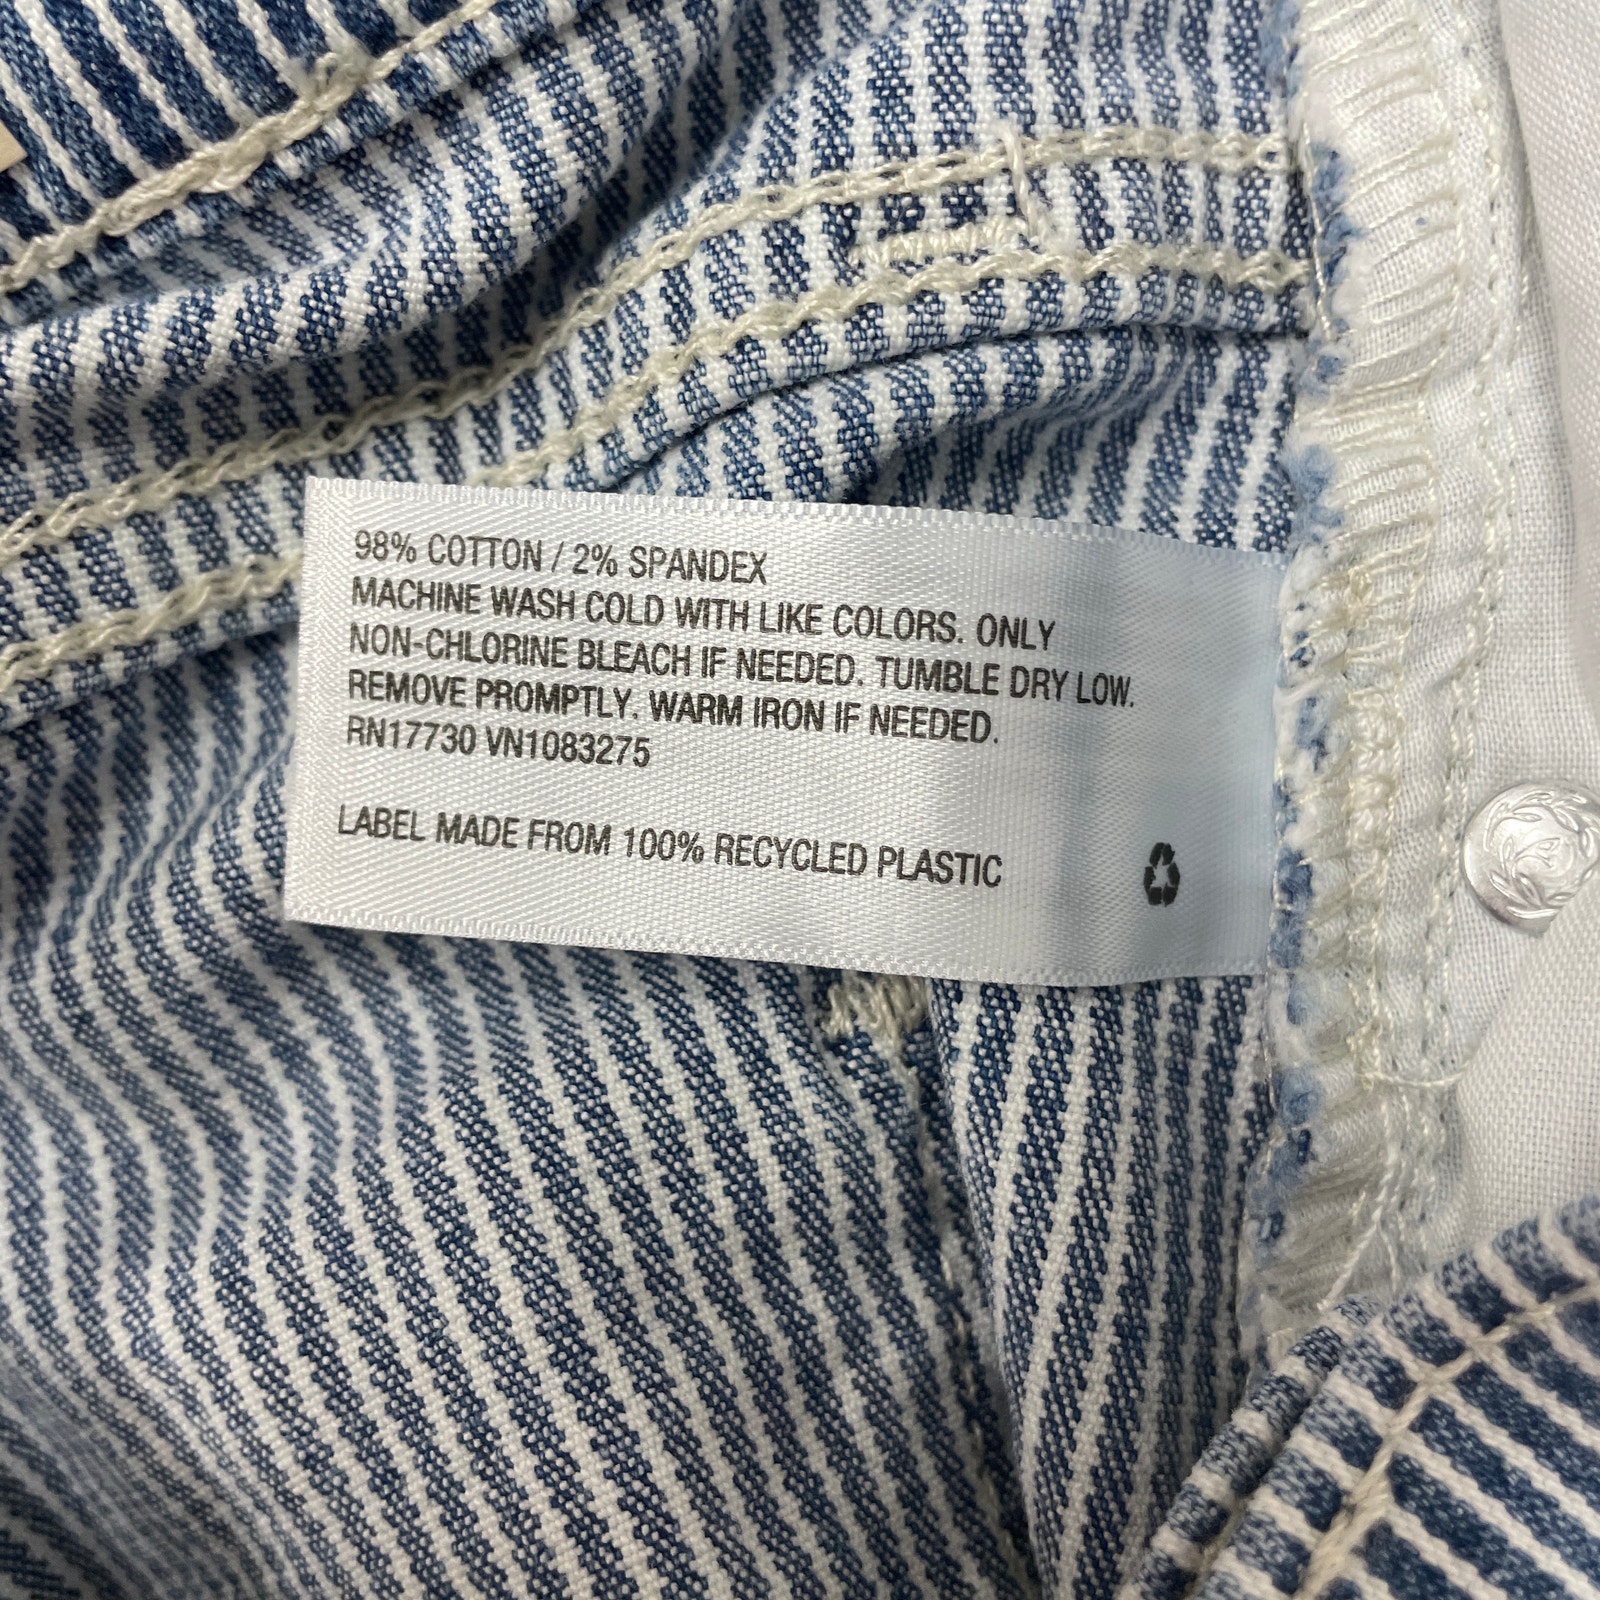 98% COTTON / 2% SPANDEX
MACHINE WASH COLD WITH LIKE COLORS. ONLY
NON-CHLORINE BLEACH IF NEEDED. TUMBLE DRY LOW.
REMOVE PROMPTLY. WARM IRON IF NEEDED.
RN17730 VN1083275
LABEL MADE FROM 100% RECYCLED PLASTIC